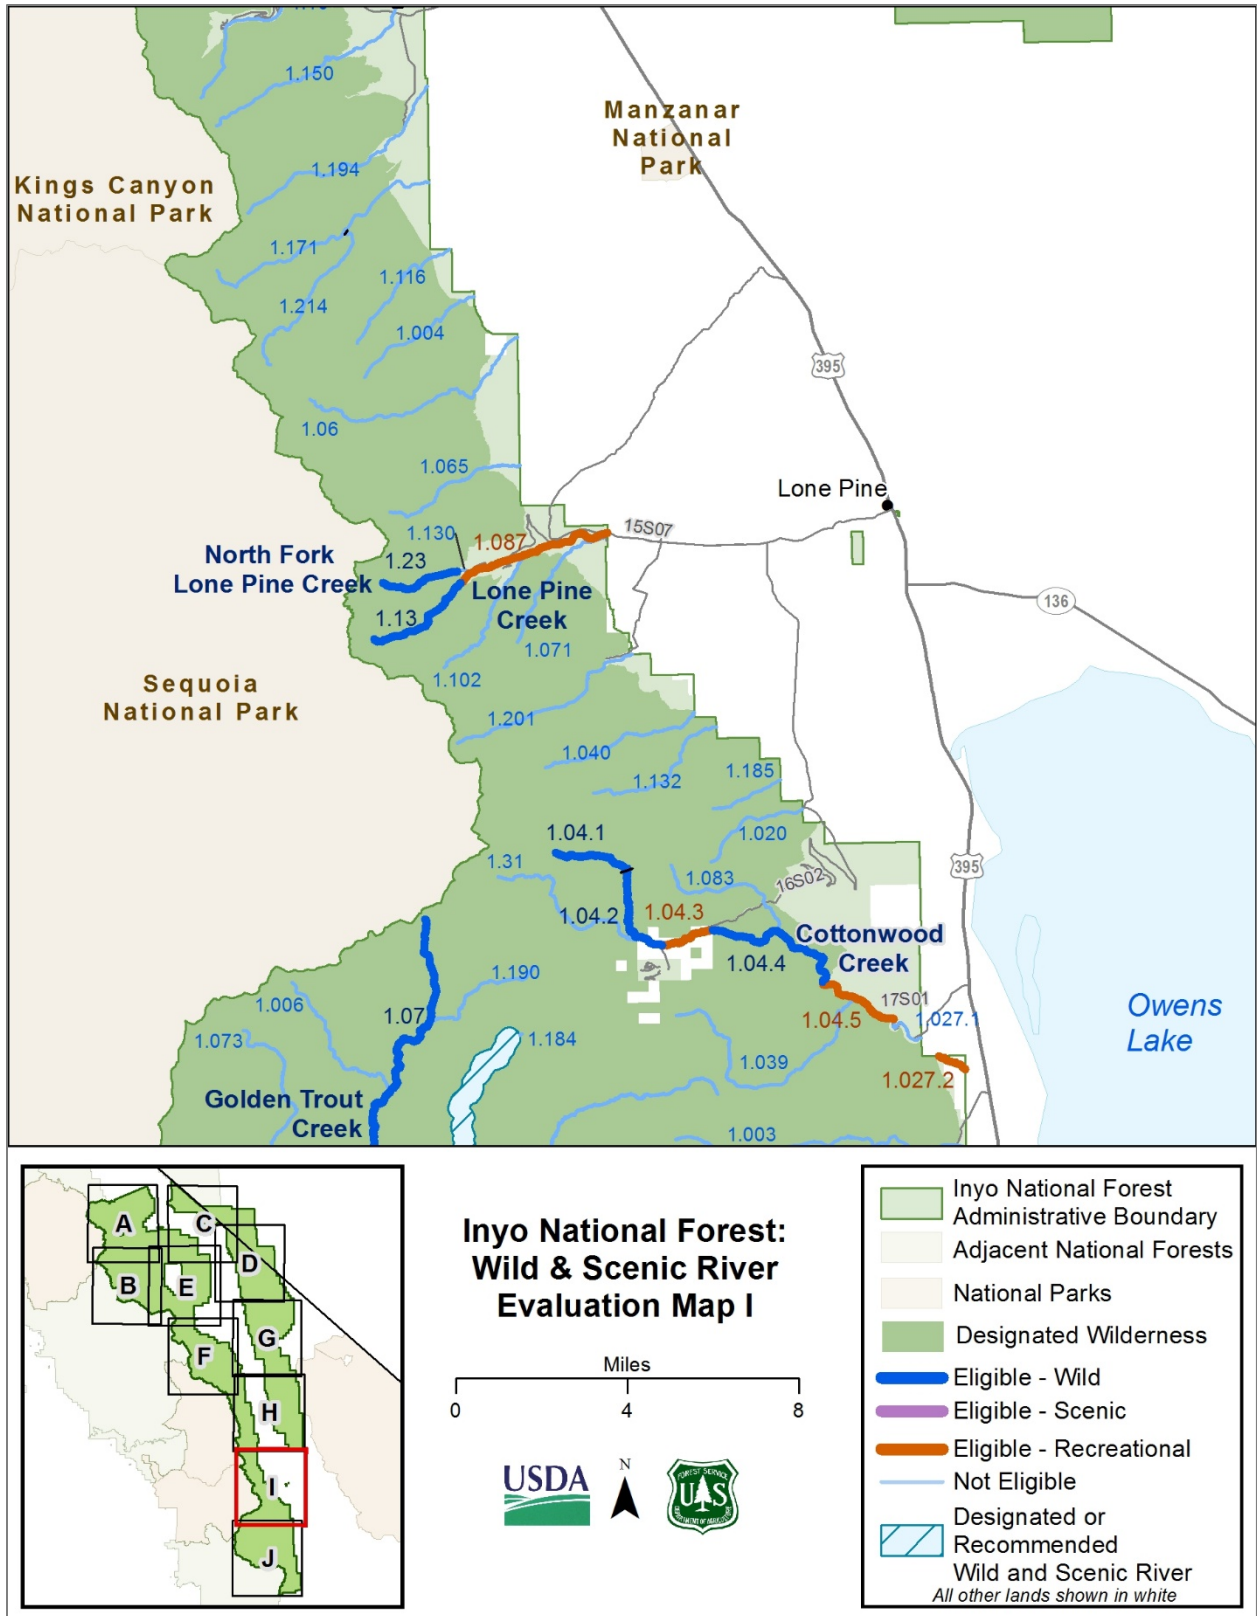 1.150
Manzanar
National
Park
1.194
Kings Canyon
National Park
1.171
1.116
1.214
1.004
395
1.06
1.065
Lone Pine
1.130
1.087
15S07
North Fork
Lone Pine Creek
1.23
Lone Pine
Creek
136
1.13
1.071
1.102
Sequoia
National Park
1.201
1.040
1.132
1.185
1.04.1
1.020
1.31
1.083
16S02
395
1.04.2
1.04.3
Cottonwood
Creek
1.04.4
1.190
1.006
1.07
17S01
1.04.5
1.027.1
Owens
Lake
1.073
1.184
1.039
1.027.2
Golden Trout
Creek
1.003
A
C
D
B
E
G
F
H
I
J
Inyo National Forest:
Wild & Scenic River
Evaluation Map I
Miles
0 4 8
USDA
N
FOREST SERVICE
U S
DEPARTMENT OF AGRICULTURE
Inyo National Forest
Administrative Boundary
Adjacent National Forests
National Parks
Designated Wilderness
Eligible - Wild
Eligible - Scenic
Eligible - Recreational
Not Eligible
Designated or
Recommended
Wild and Scenic River
All other lands shown in white